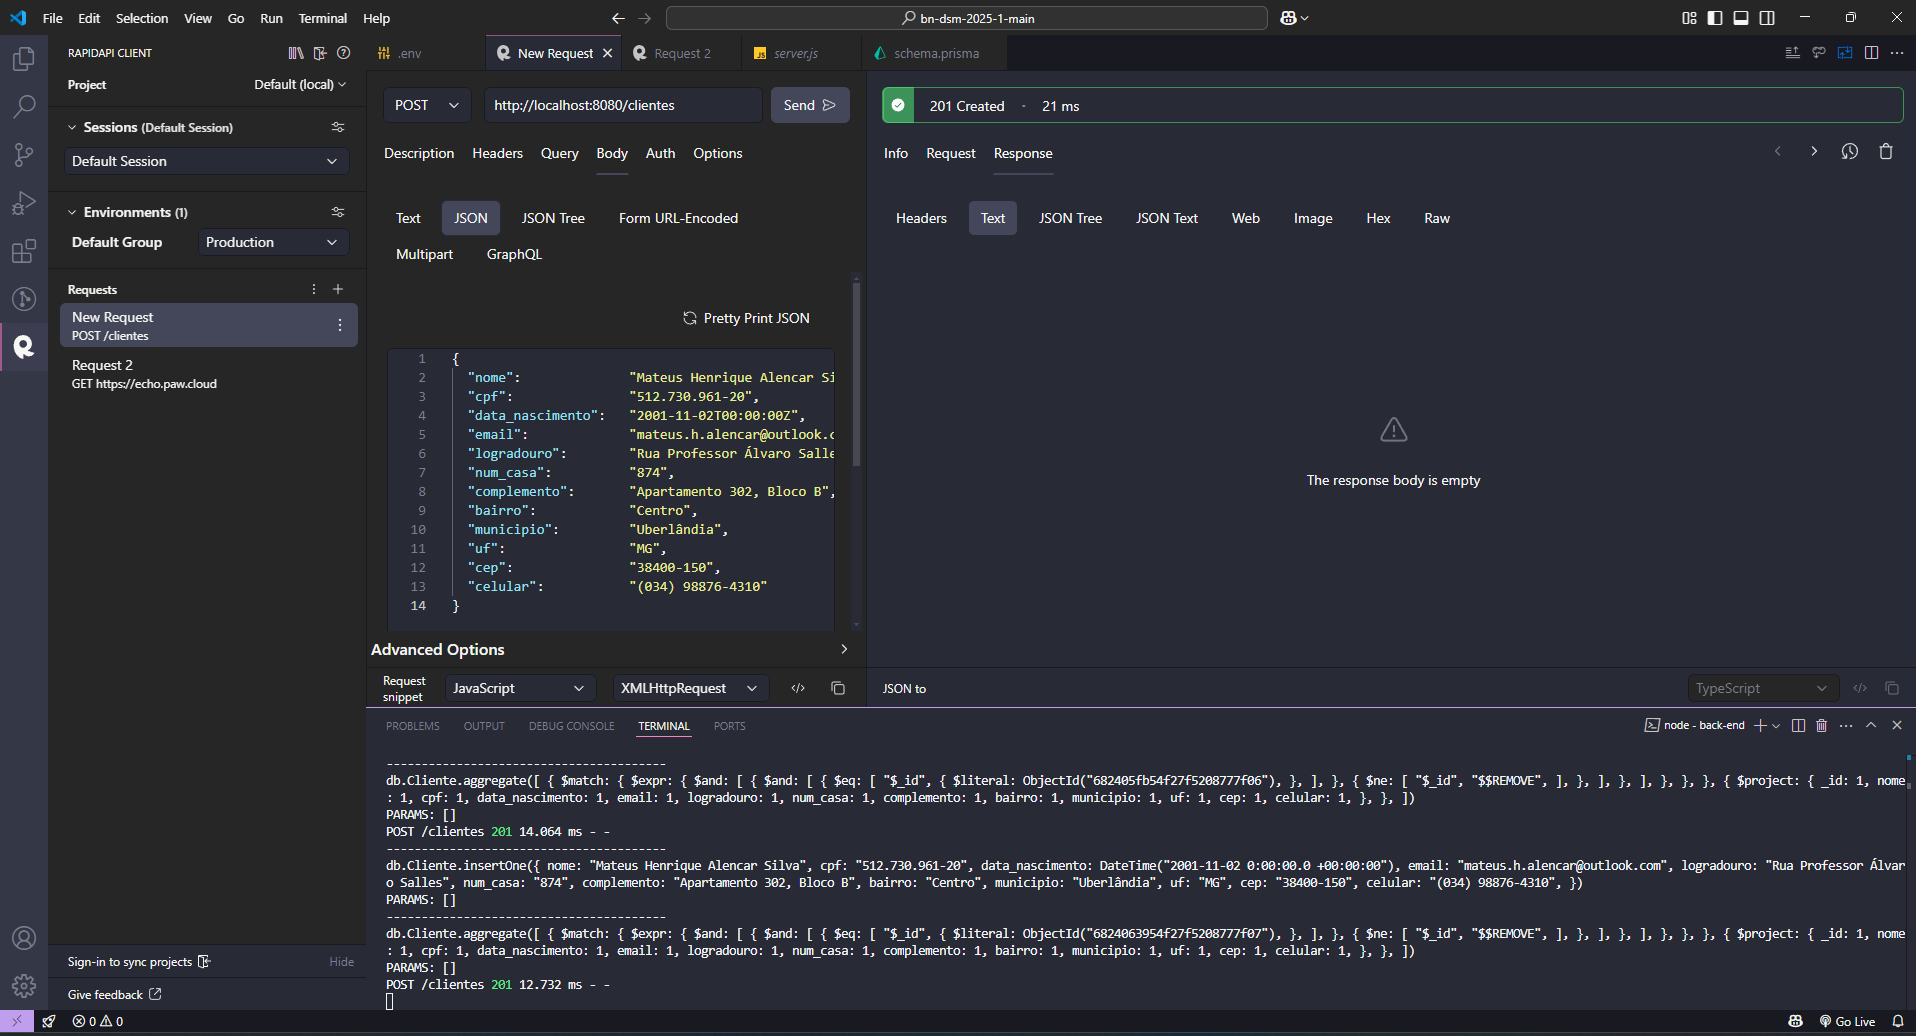 File Edit Selection View Go Run Terminal Help
bn-dsm-2025-1-main
RAPIDAPI CLIENT
Project Default (local)
Sessions (Default Session)
Default Session
Environments (1)
Default Group Production
Requests
New Request
POST /clientes
Request 2
GET https://echo.paw.cloud
Sign-in to sync projects Hide
Give feedback
.env New Request Request 2 server.js schema.prisma
POST http://localhost:8080/clientes Send
Description Headers Query Body Auth Options
Text JSON JSON Tree Form URL-Encoded
Multipart GraphQL
Pretty Print JSON
1 {
2 "nome": "Mateus Henrique Alencar Si
3 "cpf": "512.730.961-20",
4 "data_nascimento": "2001-11-02T00:00:00Z",
5 "email": "mateus.h.alencar@outlook.c
6 "logradouro": "Rua Professor Álvaro Salle
7 "num_casa": "874",
8 "complemento": "Apartamento 302, Bloco B",
9 "bairro": "Centro",
10 "municipio": "Uberlândia",
11 "uf": "MG",
12 "cep": "38400-150",
13 "celular": "(034) 98876-4310"
14 }
Advanced Options
Request
snippet
JavaScript XMLHttpRequest
201 Created - 21 ms
Info Request Response
Headers Text JSON Tree JSON Text Web Image Hex Raw
The response body is empty
JSON to TypeScript
PROBLEMS OUTPUT DEBUG CONSOLE TERMINAL PORTS
node - back-end
----------------------------------------
db.Cliente.aggregate([ { $match: { $expr: { $and: [ { $and: [ { $eq: [ "$_id", { $literal: ObjectId("682405fb54f27f5208777f06"), }, ], }, { $ne: [ "$_id", "$$REMOVE", ], }, ], }, ], }, }, }, { $project: { _id: 1, nome
: 1, cpf: 1, data_nascimento: 1, email: 1, logradouro: 1, num_casa: 1, complemento: 1, bairro: 1, municipio: 1, uf: 1, cep: 1, celular: 1, }, }, ])
PARAMS: []
POST /clientes 201 14.064 ms - -
----------------------------------------
db.Cliente.insertOne({ nome: "Mateus Henrique Alencar Silva", cpf: "512.730.961-20", data_nascimento: DateTime("2001-11-02 0:00:00.0 +00:00:00"), email: "mateus.h.alencar@outlook.com", logradouro: "Rua Professor Álvar
o Salles", num_casa: "874", complemento: "Apartamento 302, Bloco B", bairro: "Centro", municipio: "Uberlândia", uf: "MG", cep: "38400-150", celular: "(034) 98876-4310", })
PARAMS: []
----------------------------------------
db.Cliente.aggregate([ { $match: { $expr: { $and: [ { $and: [ { $eq: [ "$_id", { $literal: ObjectId("6824063954f27f5208777f07"), }, ], }, { $ne: [ "$_id", "$$REMOVE", ], }, ], }, ], }, }, }, { $project: { _id: 1, nome
: 1, cpf: 1, data_nascimento: 1, email: 1, logradouro: 1, num_casa: 1, complemento: 1, bairro: 1, municipio: 1, uf: 1, cep: 1, celular: 1, }, }, ])
PARAMS: []
POST /clientes 201 12.732 ms - -
0 0 Go Live